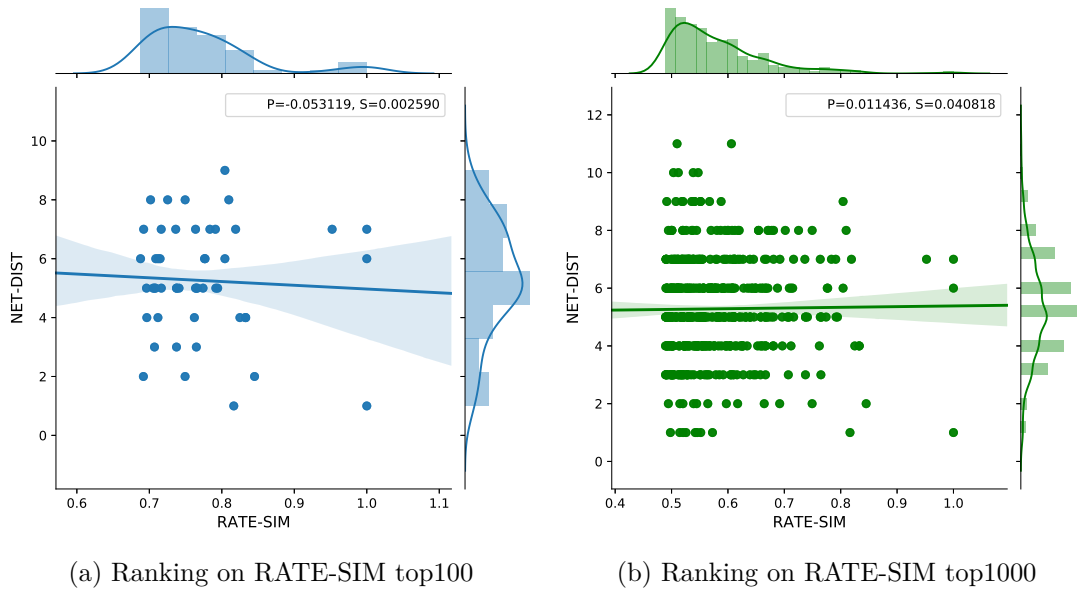 P=-0.053119, S=0.002590
10
8
6
4
2
0
NET-DIST
0.6 0.7 0.8 0.9 1.0 1.1
RATE-SIM
(a) Ranking on RATE-SIM top100
P=0.011436, S=0.040818
12
10
8
6
4
2
0
NET-DIST
0.4 0.5 0.6 0.7 0.8 0.9 1.0
RATE-SIM
(b) Ranking on RATE-SIM top1000